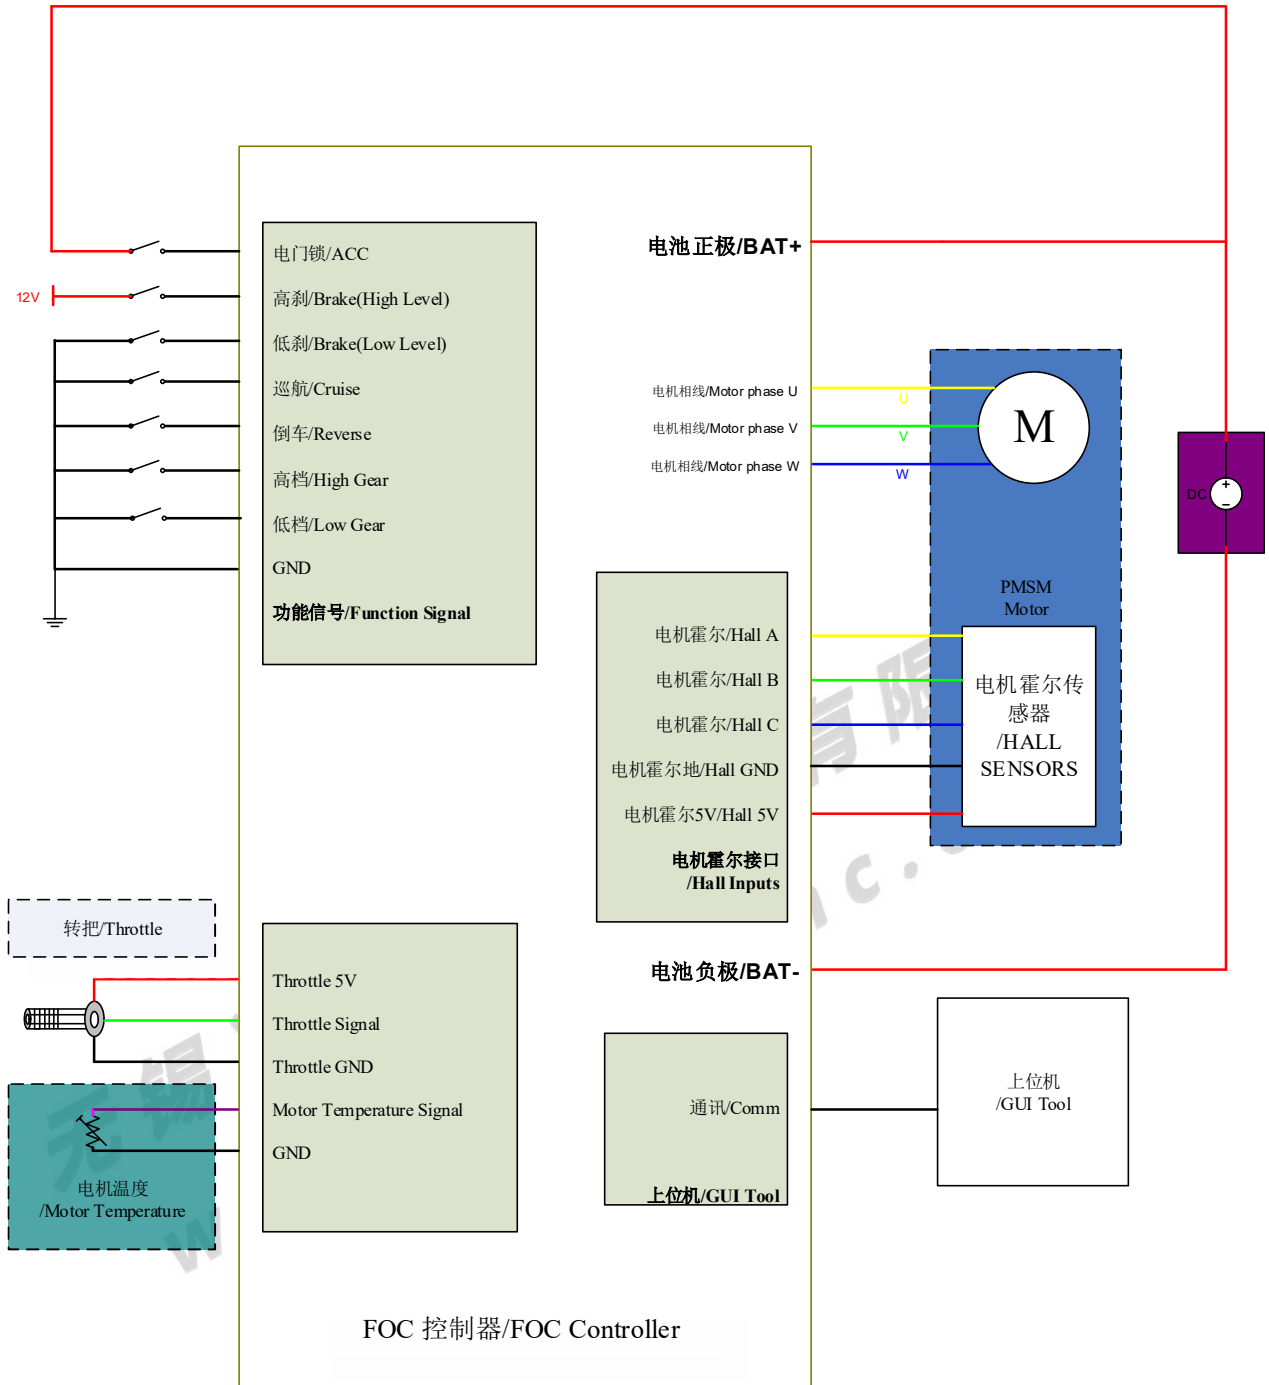 电门锁/ACC
12V
高刹/Brake(High Level)
低刹/Brake(Low Level)
巡航/Cruise
倒车/Reverse
高档/High Gear
低档/Low Gear
GND
功能信号/Function Signal
电池正极/BAT+
电机相线/Motor phase U
U
电机相线/Motor phase V
V
电机相线/Motor phase W
W
M
DC
PMSM
Motor
电机霍尔/Hall A
电机霍尔/Hall B
电机霍尔/Hall C
电机霍尔地/Hall GND
电机霍尔5V/Hall 5V
电机霍尔接口
/Hall Inputs
电机霍尔传
感器
/HALL
SENSORS
转把/Throttle
Throttle 5V
Throttle Signal
Throttle GND
Motor Temperature Signal
GND
电机温度
/Motor Temperature
电池负极/BAT-
通讯/Comm
上位机/GUI Tool
上位机
/GUI Tool
FOC 控制器/FOC Controller